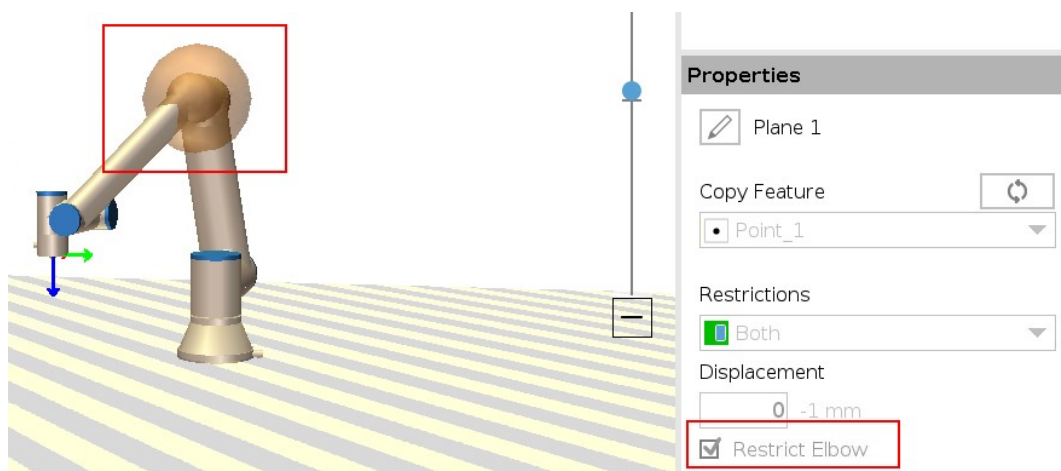 Properties
Plane 1
Copy Feature
Point_1
Restrictions
Both
Displacement
0 -1 mm
Restrict Elbow